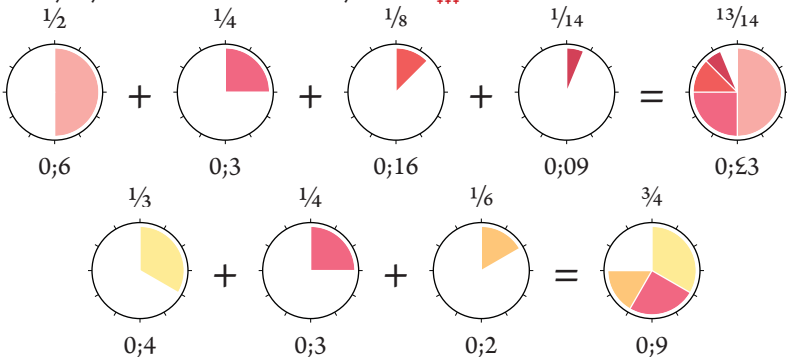 1/2 1/4 1/8 1/14 13/14
+ + + =
0;6 0;3 0;16 0;09 0;↋3
1/3 1/4 1/6 3/4
+ + =
0;4 0;3 0;2 0;9